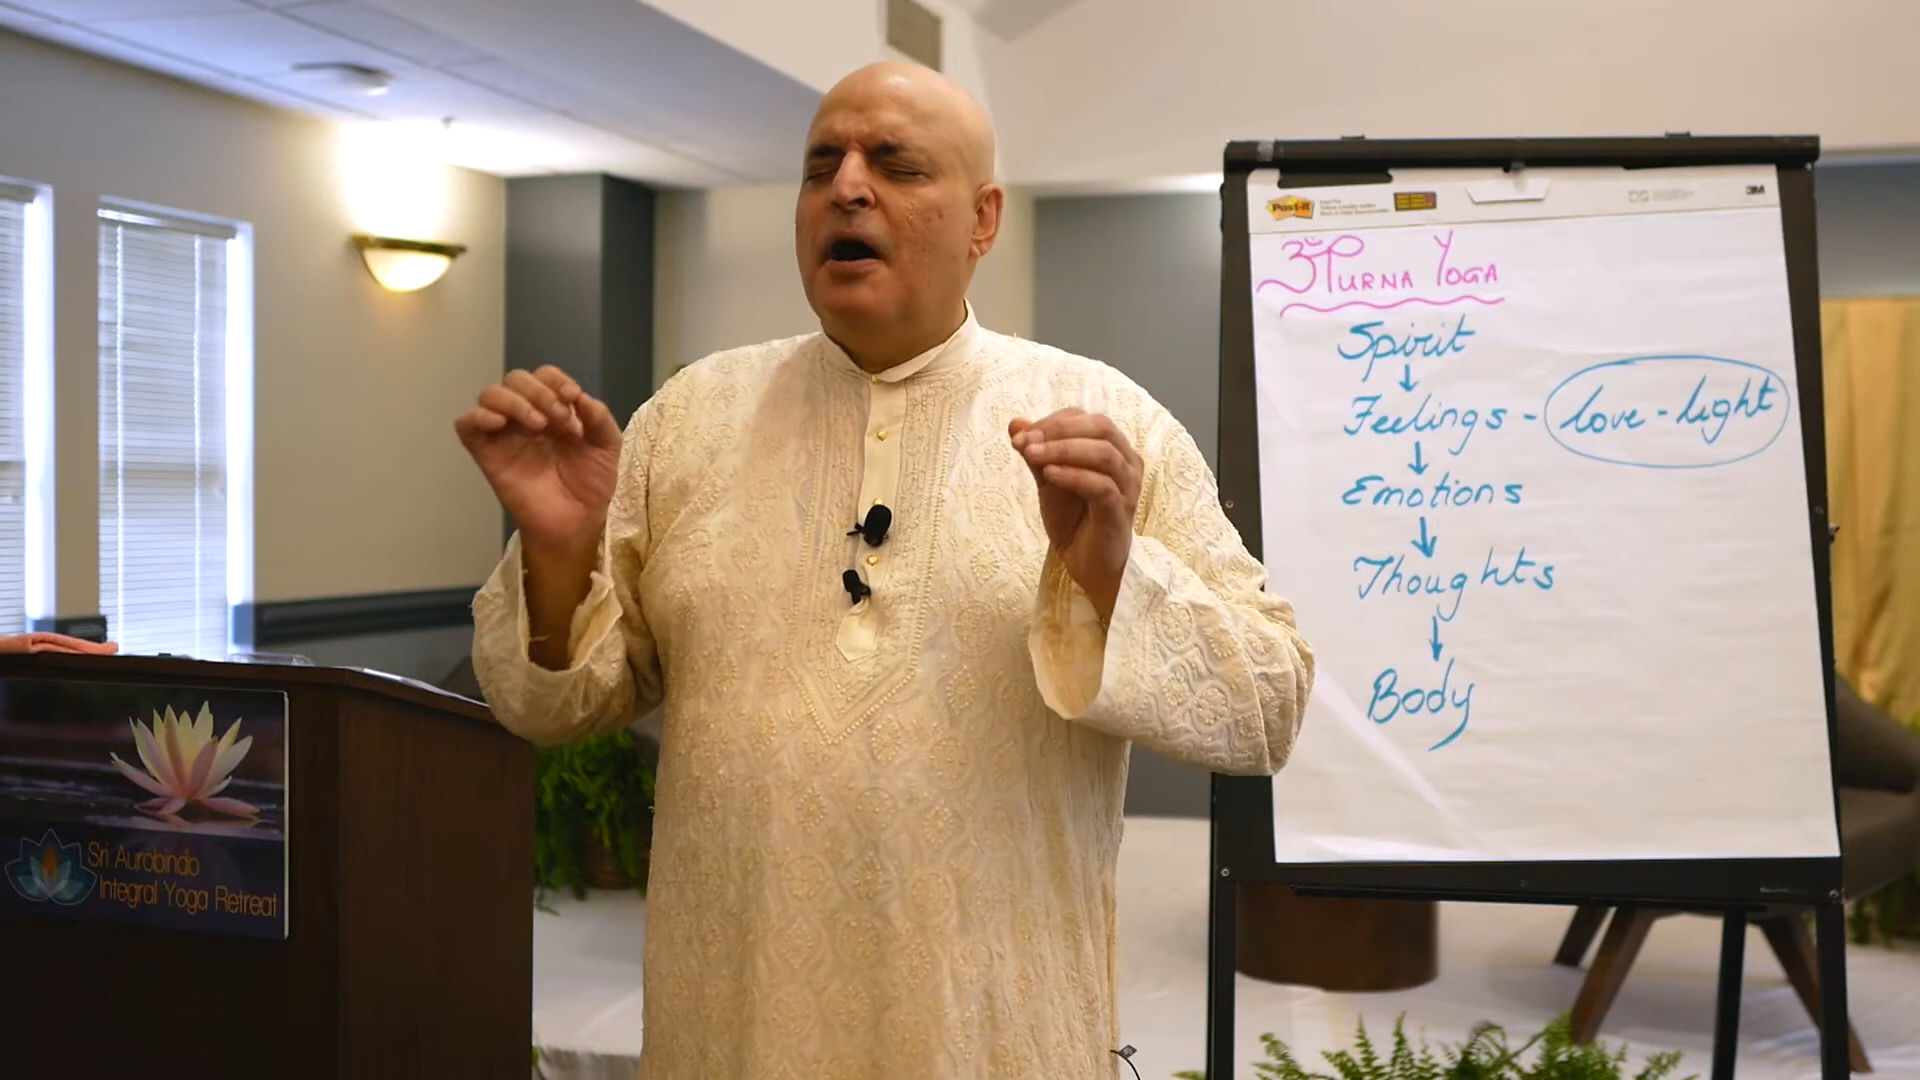 Post-it
3M
ॐ PURNA YOGA
Spirit
↓
Feelings - love - light
↓
Emotions
↓
Thoughts
↓
Body
Sri Aurobindo
Integral Yoga Retreat